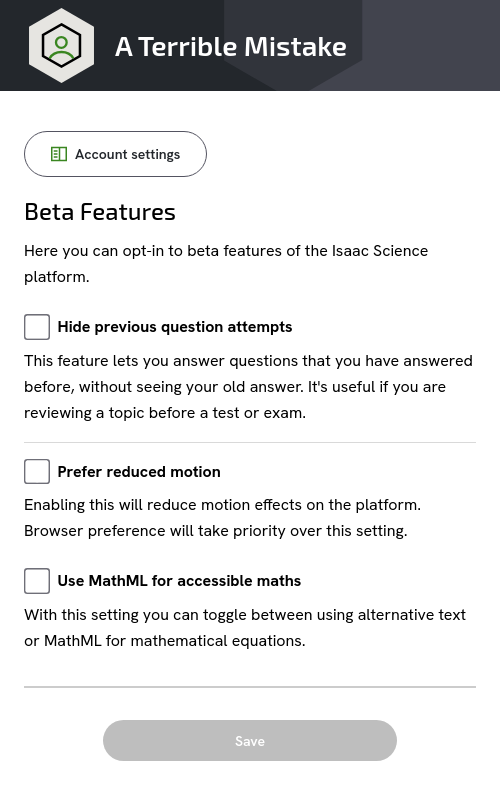 A Terrible Mistake
Account settings
Beta Features
Here you can opt-in to beta features of the Isaac Science
platform.
Hide previous question attempts
This feature lets you answer questions that you have answered
before, without seeing your old answer. It's useful if you are
reviewing a topic before a test or exam.
Prefer reduced motion
Enabling this will reduce motion effects on the platform.
Browser preference will take priority over this setting.
Use MathML for accessible maths
With this setting you can toggle between using alternative text
or MathML for mathematical equations.
Save